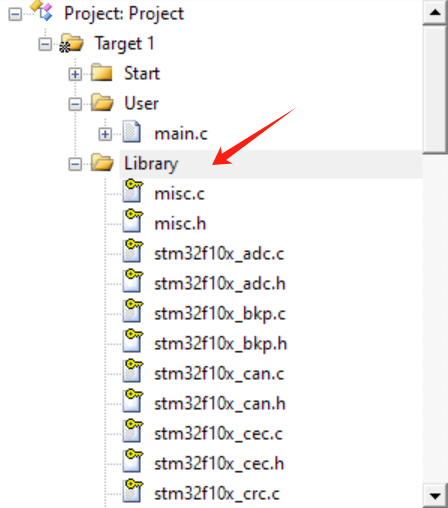 Project: Project
Target 1
Start
User
main.c
Library
misc.c
misc.h
stm32f10x_adc.c
stm32f10x_adc.h
stm32f10x_bkp.c
stm32f10x_bkp.h
stm32f10x_can.c
stm32f10x_can.h
stm32f10x_cec.c
stm32f10x_cec.h
stm32f10x_crc.c